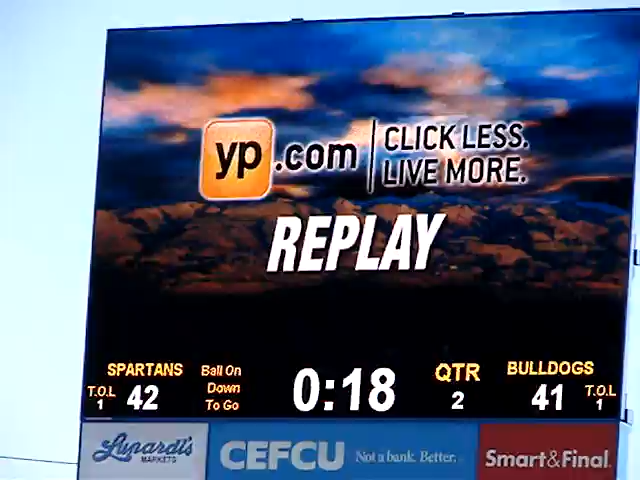 yp.com
CLICK LESS.
LIVE MORE.
REPLAY
SPARTANS
T.O.L
1
42
Ball On
Down
To Go
0:18
QTR
2
BULLDOGS
41
T.O.L
1
Lunardi's
MARKETS
CEFCU
Not a bank. Better.
Smart&Final.